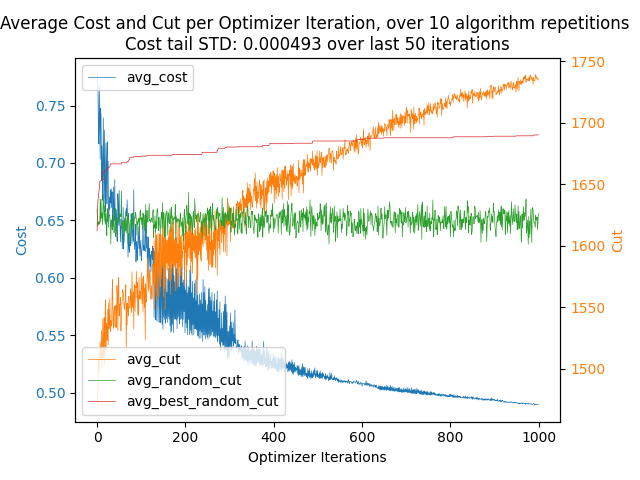 Average Cost and Cut per Optimizer Iteration, over 10 algorithm repetitions
Cost tail STD: 0.000493 over last 50 iterations
avg_cost
0.75
0.70
0.65
0.60
0.55
0.50
Cost
1750
1700
1650
1600
1550
1500
Cut
avg_cut
avg_random_cut
avg_best_random_cut
0
200
400
600
800
1000
Optimizer Iterations